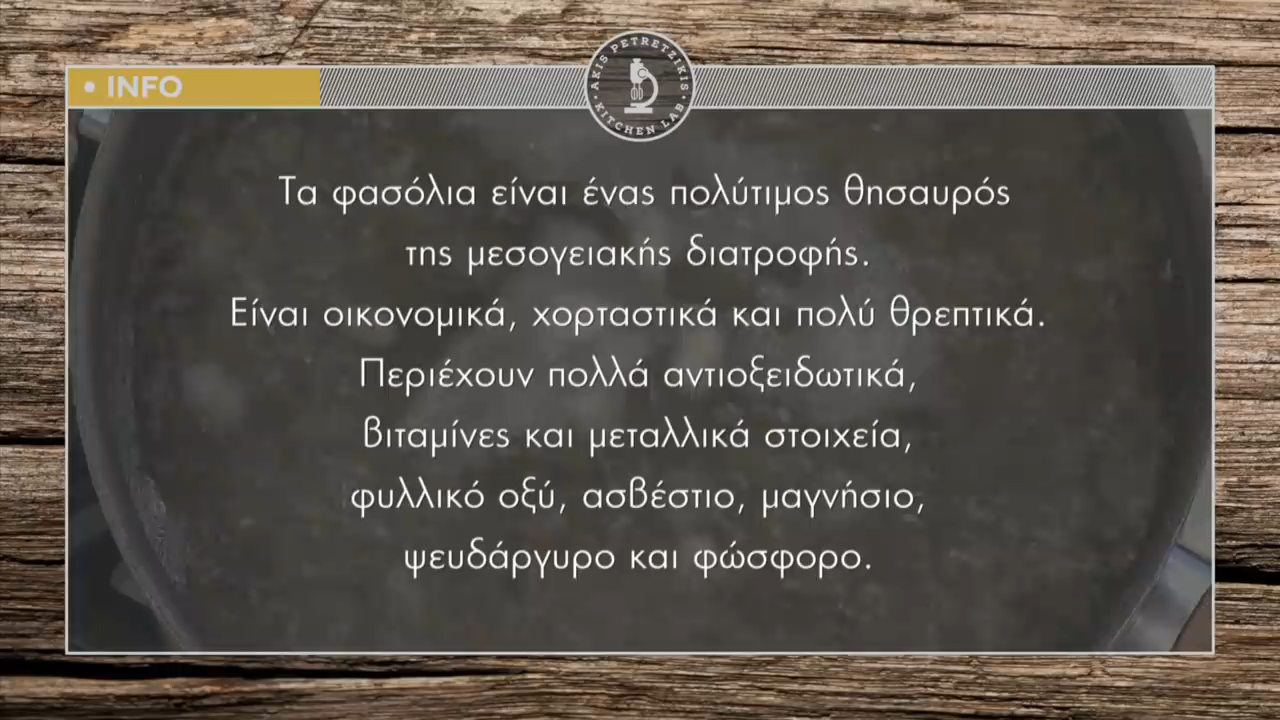 • INFO
AKIS PETRETZIKIS
• KITCHEN LAB •
Τα φασόλια είναι ένας πολύτιμος θησαυρός
της μεσογειακής διατροφής.
Είναι οικονομικά, χορταστικά και πολύ θρεπτικά.
Περιέχουν πολλά αντιοξειδωτικά,
βιταμίνες και μεταλλικά στοιχεία,
φυλλικό οξύ, ασβέστιο, μαγνήσιο,
ψευδάργυρο και φώσφορο.